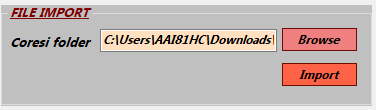 FILE IMPORT
Coresi folder C:\Users\AAI81HC\Downloads\ Browse
Import